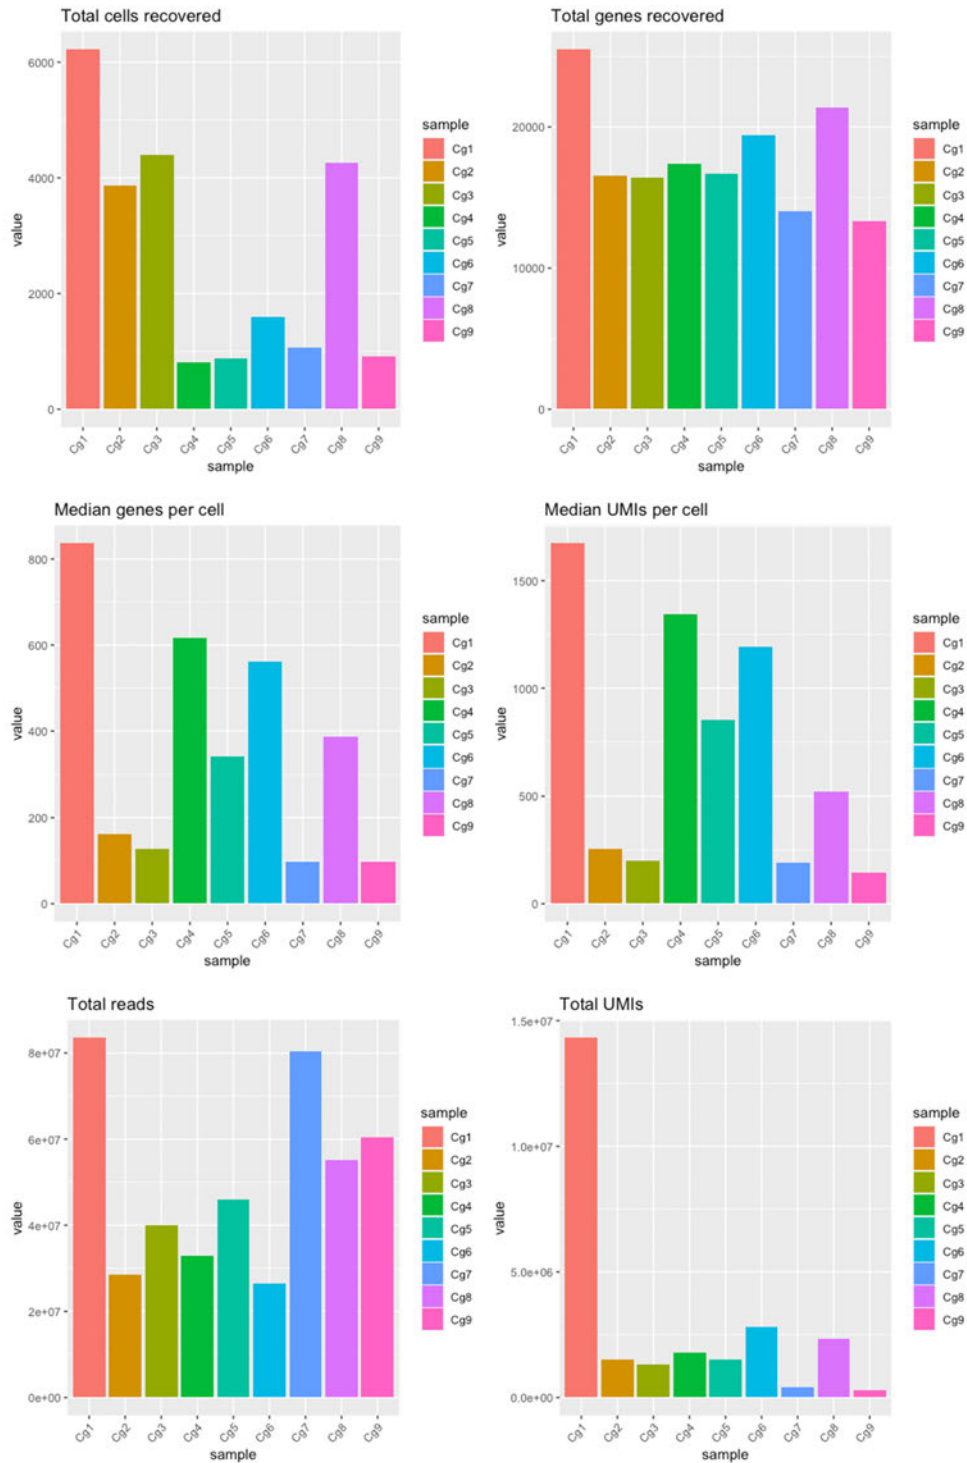 Total cells recovered
value
6000
4000
2000
0
Cg1 Cg2 Cg3 Cg4 Cg5 Cg6 Cg7 Cg8 Cg9
sample
sample
Cg1
Cg2
Cg3
Cg4
Cg5
Cg6
Cg7
Cg8
Cg9
Total genes recovered
value
20000
10000
0
Cg1 Cg2 Cg3 Cg4 Cg5 Cg6 Cg7 Cg8 Cg9
sample
sample
Cg1
Cg2
Cg3
Cg4
Cg5
Cg6
Cg7
Cg8
Cg9
Median genes per cell
value
800
600
400
200
0
Cg1 Cg2 Cg3 Cg4 Cg5 Cg6 Cg7 Cg8 Cg9
sample
sample
Cg1
Cg2
Cg3
Cg4
Cg5
Cg6
Cg7
Cg8
Cg9
Median UMIs per cell
value
1500
1000
500
0
Cg1 Cg2 Cg3 Cg4 Cg5 Cg6 Cg7 Cg8 Cg9
sample
sample
Cg1
Cg2
Cg3
Cg4
Cg5
Cg6
Cg7
Cg8
Cg9
Total reads
value
8e+07
6e+07
4e+07
2e+07
0e+00
Cg1 Cg2 Cg3 Cg4 Cg5 Cg6 Cg7 Cg8 Cg9
sample
sample
Cg1
Cg2
Cg3
Cg4
Cg5
Cg6
Cg7
Cg8
Cg9
Total UMIs
value
1.5e+07
1.0e+07
5.0e+06
0.0e+00
Cg1 Cg2 Cg3 Cg4 Cg5 Cg6 Cg7 Cg8 Cg9
sample
sample
Cg1
Cg2
Cg3
Cg4
Cg5
Cg6
Cg7
Cg8
Cg9